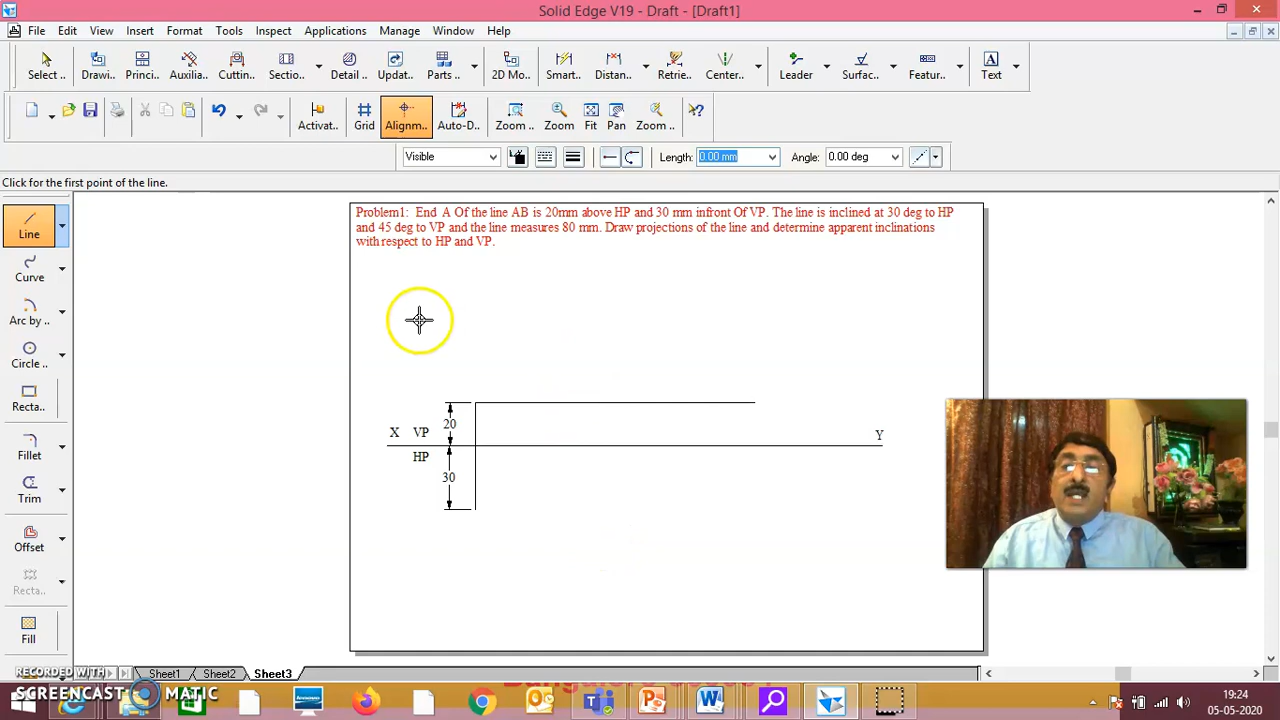 Solid Edge V19 - Draft - [Draft1]
File Edit View Insert Format Tools Inspect Applications Manage Window Help
Select .. Drawi.. Princi.. Auxilia.. Cuttin.. Sectio.. Detail .. Updat.. Parts .. 2D Mo.. Smart.. Distan.. Retrie.. Center.. Leader Surfac.. Featur.. Text
Activat.. Grid Alignm.. Auto-D.. Zoom .. Zoom Fit Pan Zoom ..
Visible Length: 0.00 mm Angle: 0.00 deg
Click for the first point of the line.
Line
Curve
Arc by ..
Circle ..
Recta..
Fillet
Trim
Offset
Recta..
Fill
Problem1: End A Of the line AB is 20mm above HP and 30 mm infront Of VP. The line is inclined at 30 deg to HP
and 45 deg to VP and the line measures 80 mm. Draw projections of the line and determine apparent inclinations
with respect to HP and VP.
20
X VP Y
HP
30
RECORDED WITH
SCREENCAST MATIC
Sheet1 Sheet2 Sheet3
19:24
05-05-2020